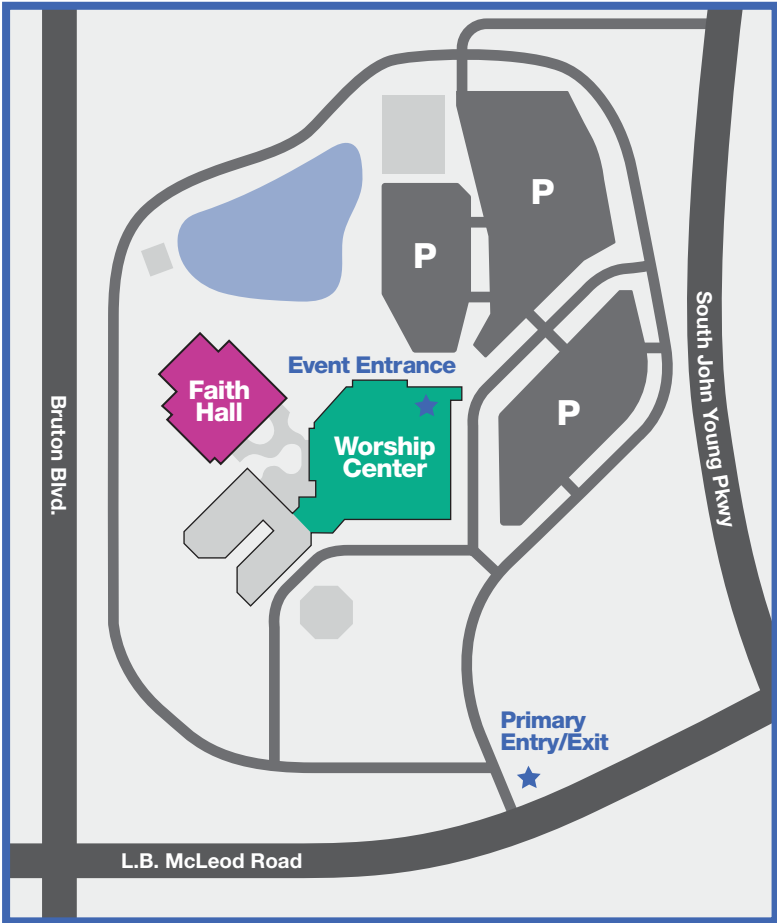 P
P
Event Entrance
Faith
Hall
Worship
Center
P
Bruton Blvd.
South John Young Pkwy
Primary
Entry/Exit
L.B. McLeod Road